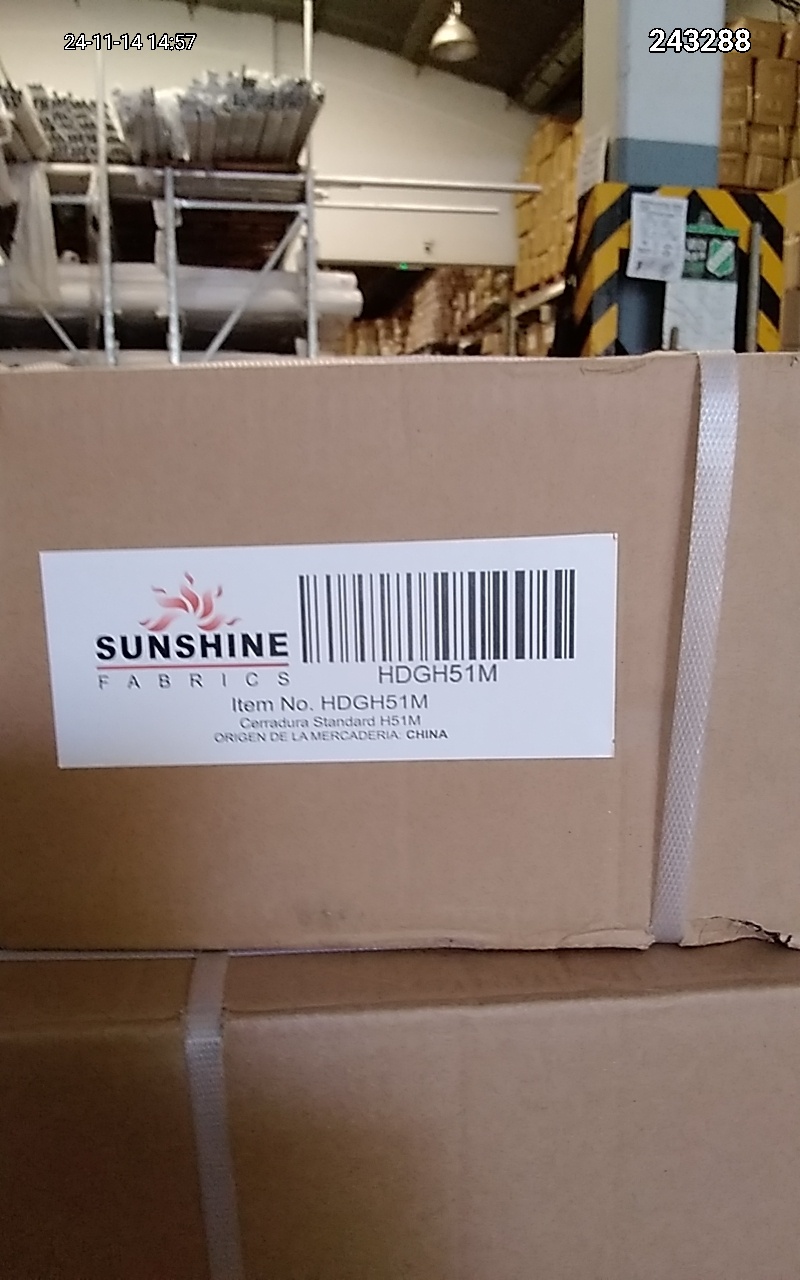 24-11-14 14:57
243288
SUNSHINE
FABRICS
HDGH51M
Item No. HDGH51M
Cerradura Standard H51M
ORIGEN DE LA MERCADERIA: CHINA